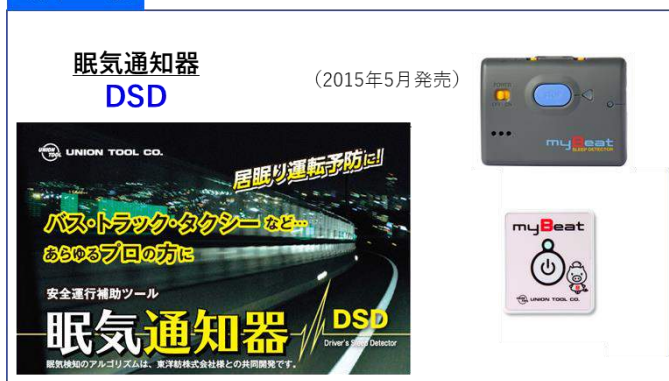 眠気通知器
DSD
（2015年5月発売）
UNION TOOL CO.
居眠り運転予防に!
バス・トラック・タクシーなど…
あらゆるプロの方に
安全運行補助ツール
眠気通知器
DSD
Driver's Sleep Detector
眠気検知のアルゴリズムは、東洋紡株式会社様との共同開発です。
POWER
OFF ON
myBeat
SLEEP DETECTOR
myBeat
UNION TOOL CO.